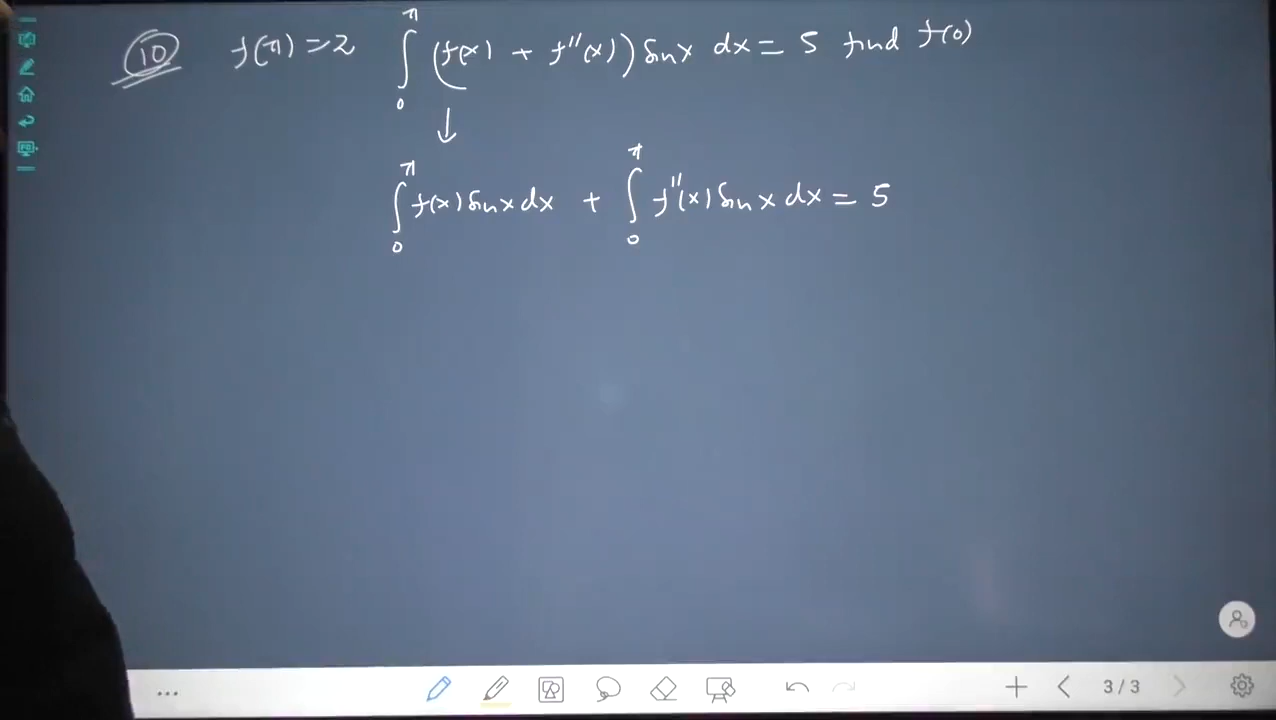 (10) f(π) = 2 ∫₀^π (f(x) + f''(x)) sin x dx = 5 find f(0)
↓
∫₀^π f(x) sin x dx + ∫₀^π f''(x) sin x dx = 5
... 3/3